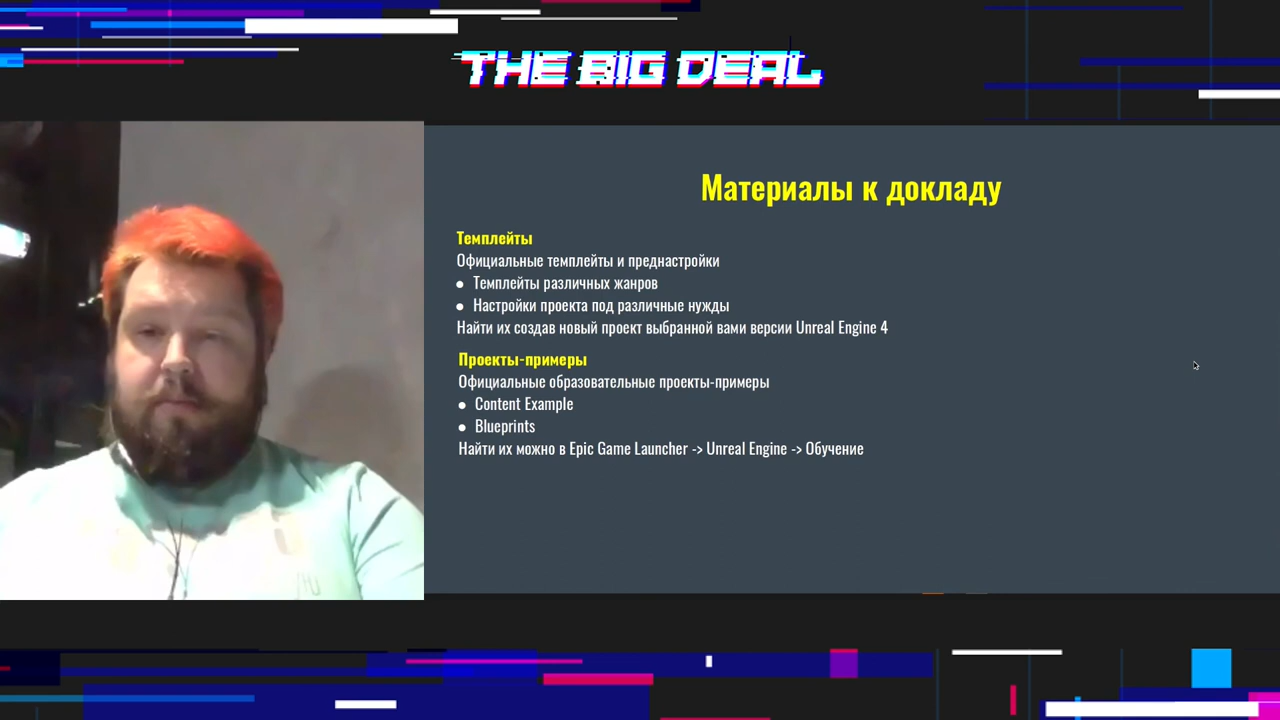 THE BIG DEAL
Материалы к докладу
Темплейты
Официальные темплейты и преднастройки
● Темплейты различных жанров
● Настройки проекта под различные нужды
Найти их создав новый проект выбранной вами версии Unreal Engine 4
Проекты-примеры
Официальные образовательные проекты-примеры
● Content Example
● Blueprints
Найти их можно в Epic Game Launcher -> Unreal Engine -> Обучение